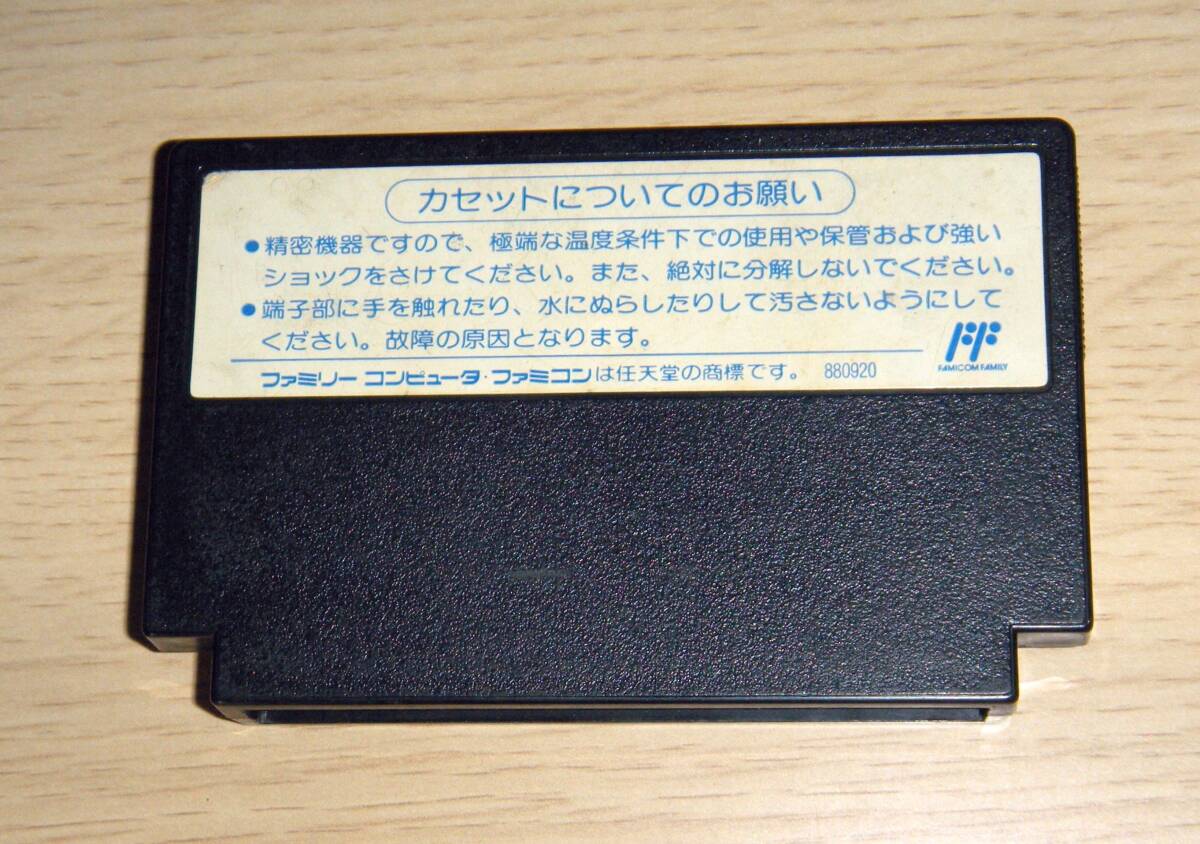 カセットについてのお願い
●精密機器ですので、極端な温度条件下での使用や保管および強い
ショックをさけてください。また、絶対に分解しないでください。
●端子部に手を触れたり、水にぬらしたりして汚さないようにして
ください。故障の原因となります。
FF
FAMICOM FAMILY
ファミリー コンピュータ・ファミコンは任天堂の商標です。 880920